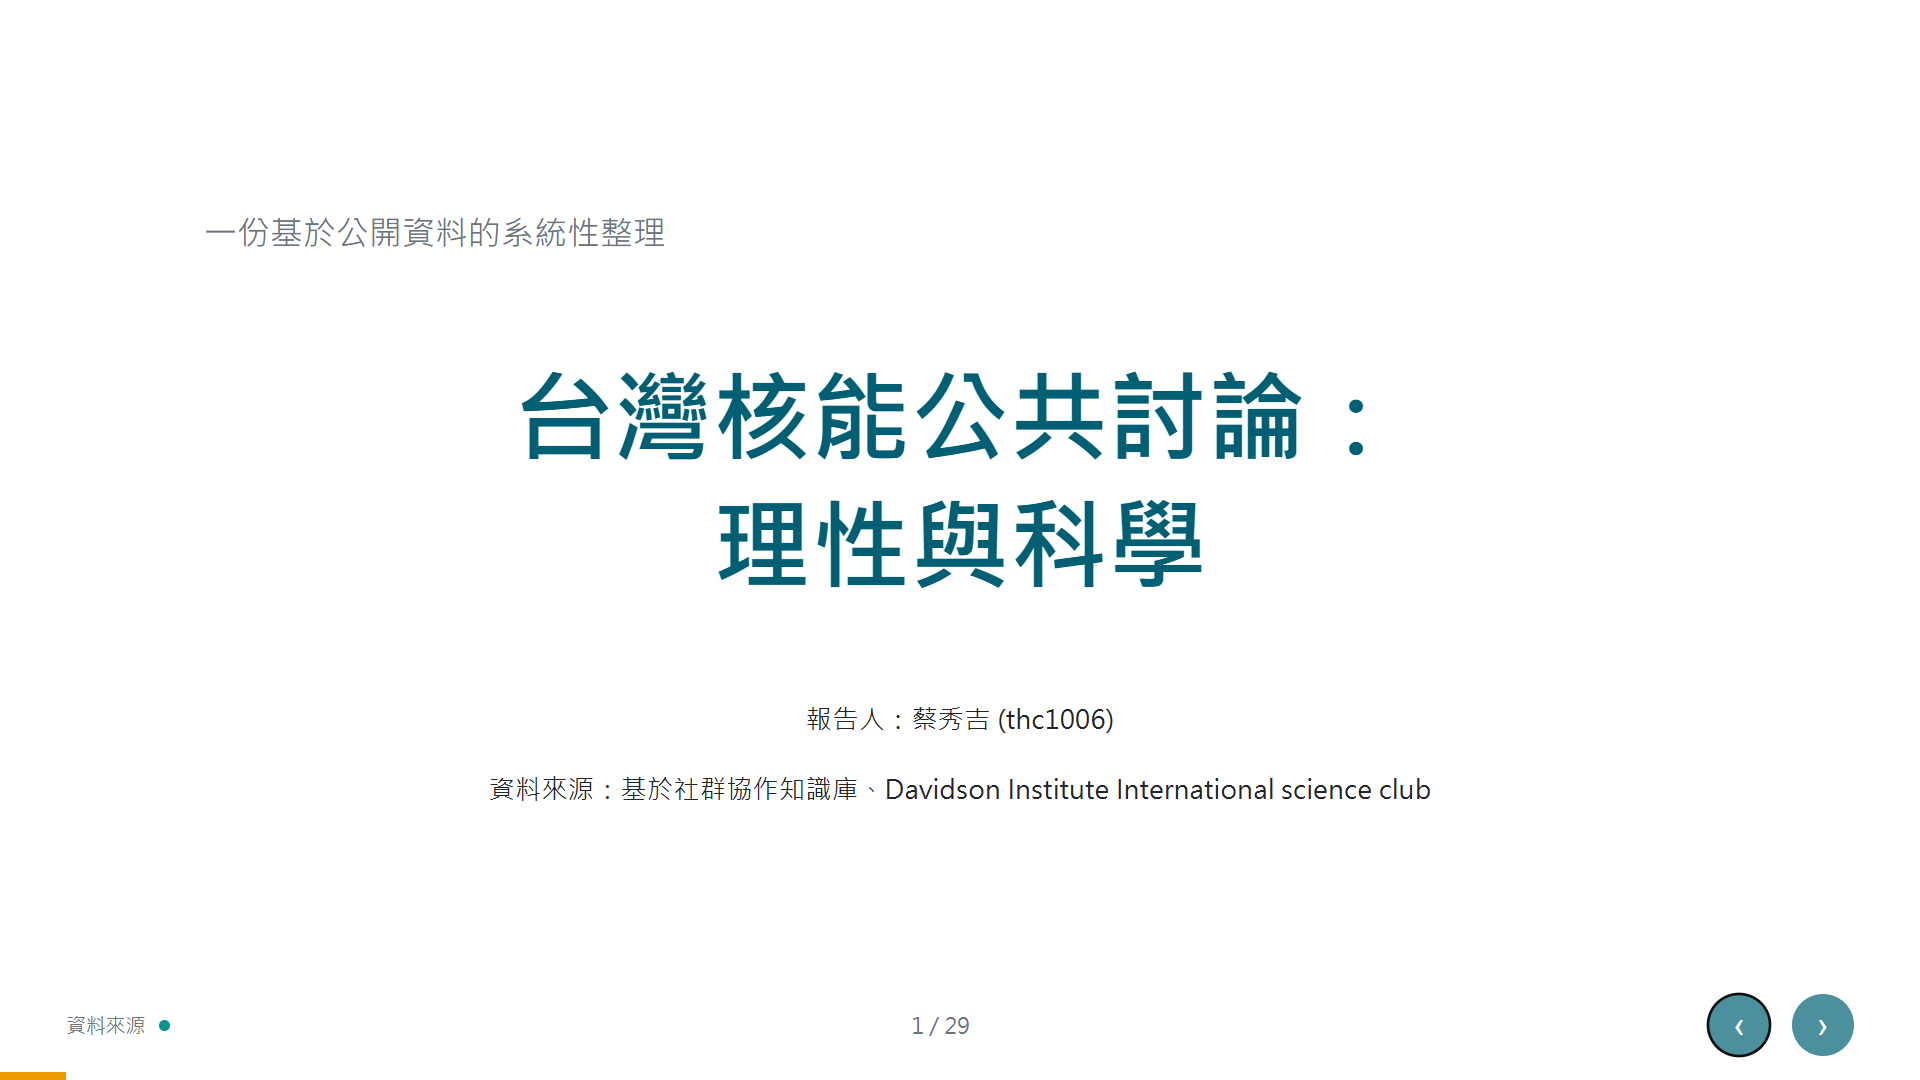 一份基於公開資料的系統性整理
台灣核能公共討論：
理性與科學
報告人：蔡秀吉 (thc1006)
資料來源：基於社群協作知識庫、Davidson Institute International science club
資料來源
1 / 29
‹ ›